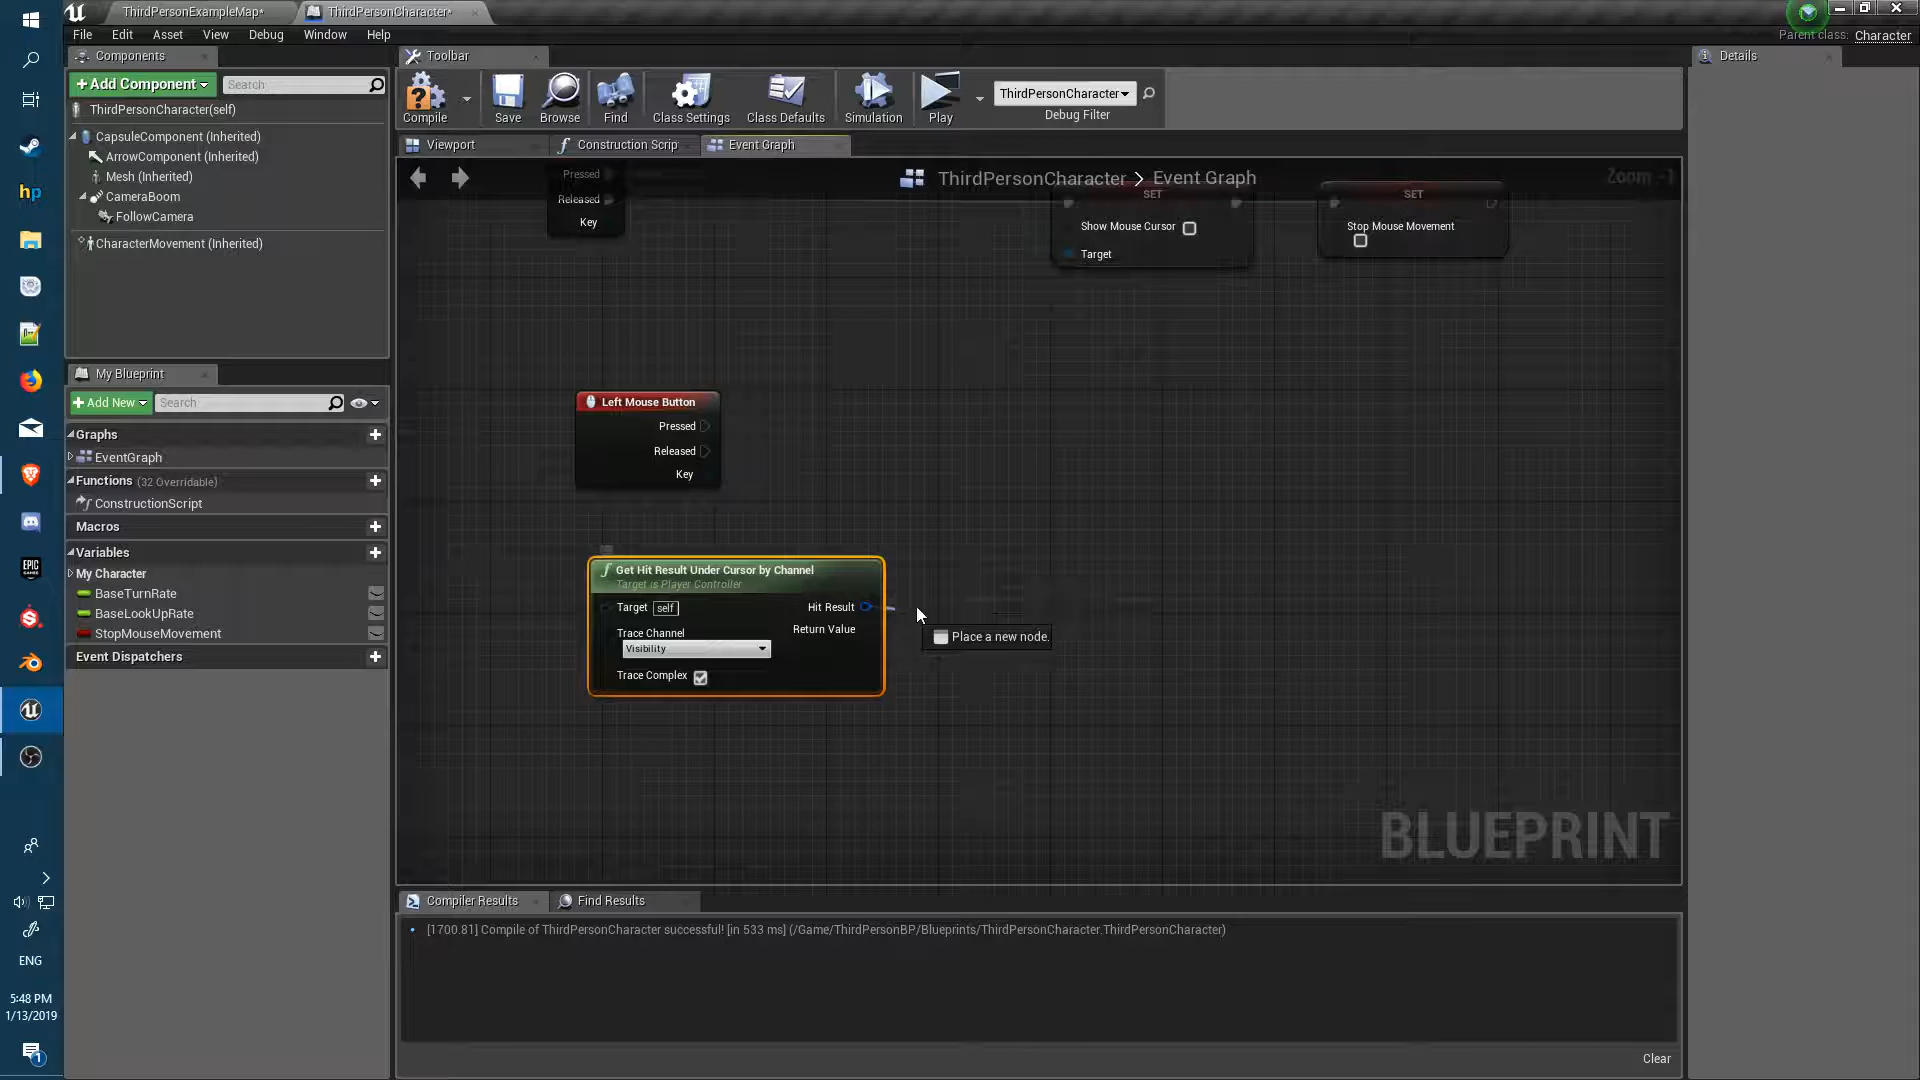 ThirdPersonExampleMap*
ThirdPersonCharacter*
File Edit Asset View Debug Window Help
Parent class: Character
Components
Toolbar
Details
+Add Component
Search
ThirdPersonCharacter(self)
CapsuleComponent (Inherited)
ArrowComponent (Inherited)
Mesh (Inherited)
CameraBoom
FollowCamera
CharacterMovement (Inherited)
Compile
Save
Browse
Find
Class Settings
Class Defaults
Simulation
Play
ThirdPersonCharacter
Debug Filter
Viewport
Construction Scrip
Event Graph
ThirdPersonCharacter > Event Graph
Zoom -1
Pressed
Released
Key
SET
Show Mouse Cursor
Target
SET
Stop Mouse Movement
Left Mouse Button
Pressed
Released
Key
Get Hit Result Under Cursor by Channel
Target is Player Controller
Target self
Hit Result
Trace Channel
Return Value
Visibility
Trace Complex
Place a new node.
BLUEPRINT
My Blueprint
+Add New
Search
Graphs
EventGraph
Functions (32 Overridable)
ConstructionScript
Macros
Variables
My Character
BaseTurnRate
BaseLookUpRate
StopMouseMovement
Event Dispatchers
Compiler Results
Find Results
[1700.81] Compile of ThirdPersonCharacter successful! [in 533 ms] (/Game/ThirdPersonBP/Blueprints/ThirdPersonCharacter.ThirdPersonCharacter)
Clear
hp
EPIC
GAMES
ENG
5:48 PM
1/13/2019
1